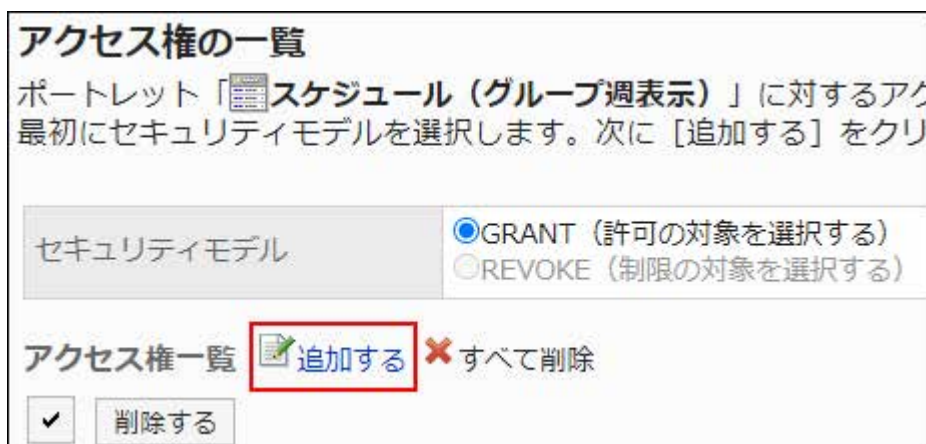 アクセス権の一覧
ポートレット「スケジュール（グループ週表示）」に対するアク
最初にセキュリティモデルを選択します。次に［追加する］をクリ
セキュリティモデル
GRANT（許可の対象を選択する）
REVOKE（制限の対象を選択する）
アクセス権一覧 追加する すべて削除
削除する